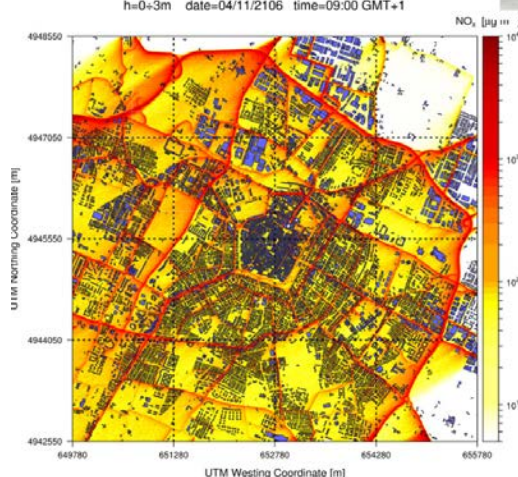 h=0÷3m date=04/11/2106 time=09:00 GMT+1
NOx [µg m
4948550
4947050
4945550
4944050
4942550
UTM Northing Coordinate [m]
649780 651280 652780 654280 655780
UTM Westing Coordinate [m]